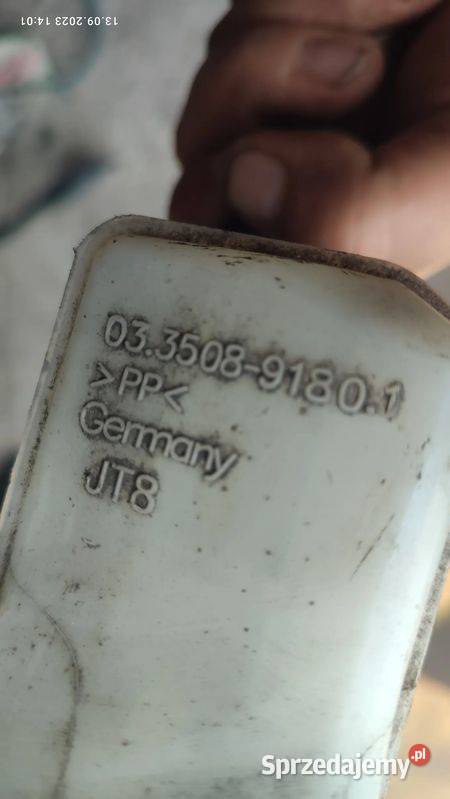 13.09.2023 14:01
03.3508-9180.1
>PP<
Germany
JT8
Sprzedajemy.pl